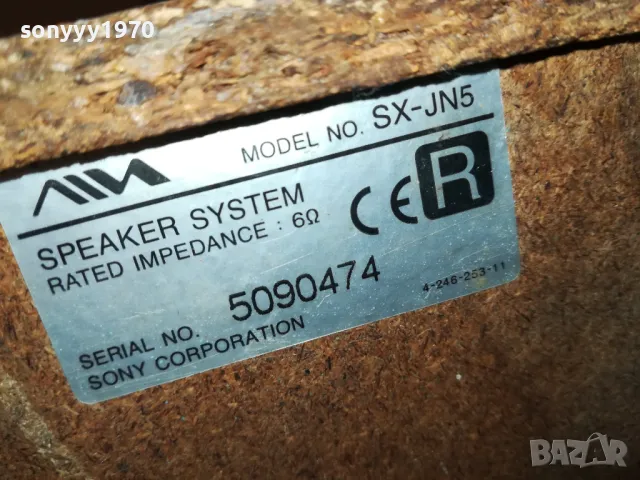 sonyyy1970
AIWA
MODEL NO. SX-JN5
SPEAKER SYSTEM
RATED IMPEDANCE : 6Ω
CE R
SERIAL NO. 5090474
4-246-253-11
SONY CORPORATION
BAZAR